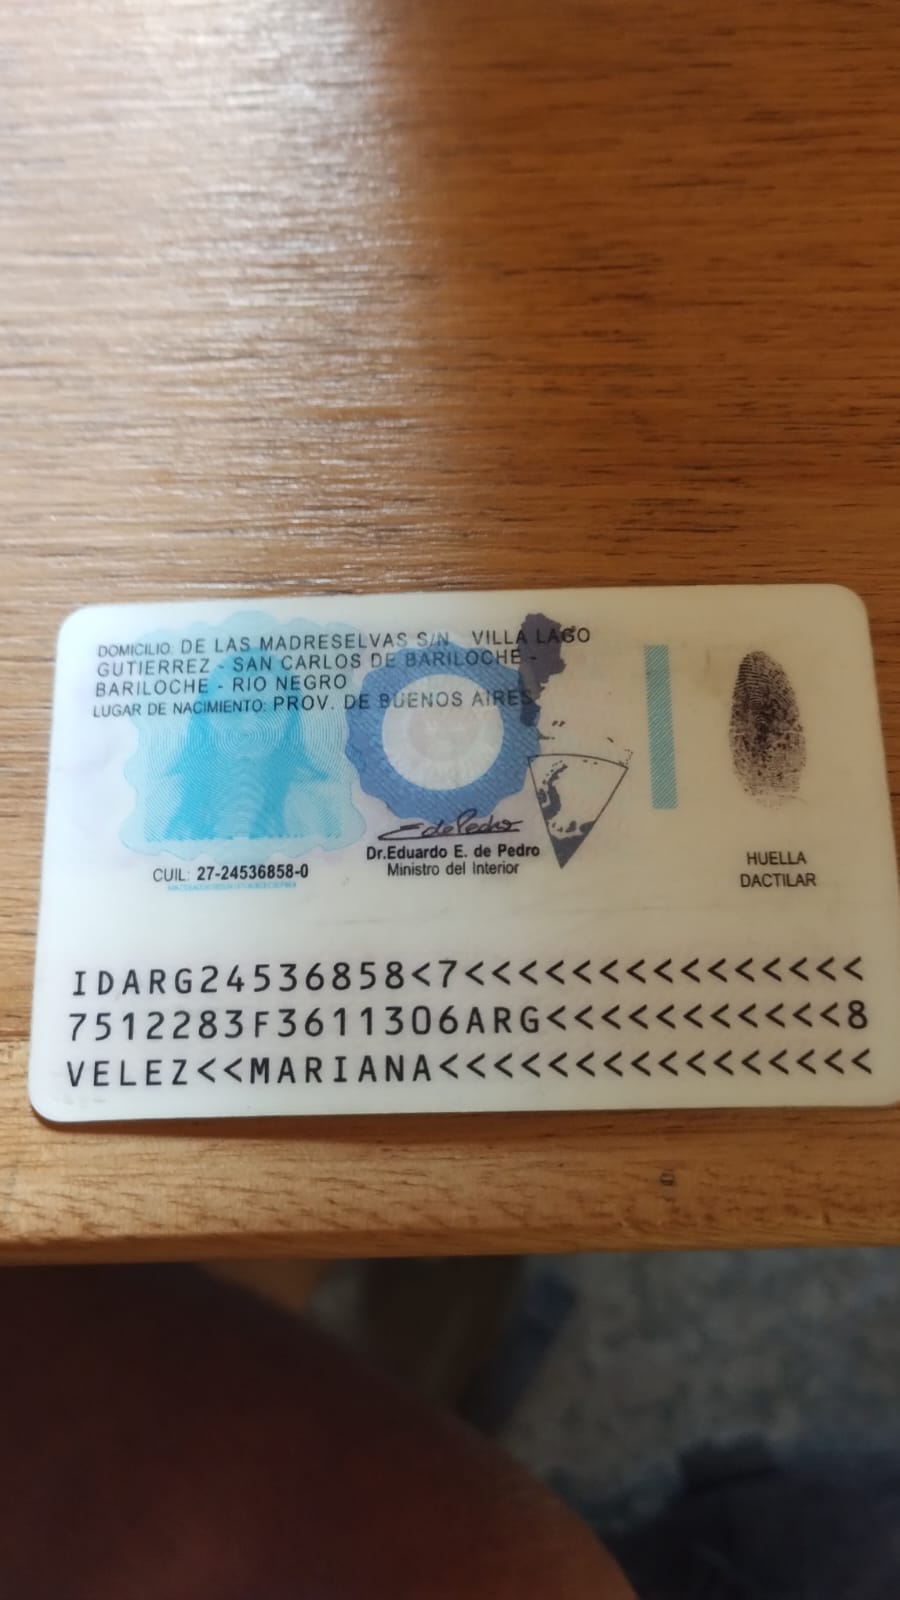 DOMICILIO: DE LAS MADRESELVAS S/N VILLA LAGO
GUTIERREZ - SAN CARLOS DE BARILOCHE -
BARILOCHE - RIO NEGRO
LUGAR DE NACIMIENTO: PROV. DE BUENOS AIRES
Dr.Eduardo E. de Pedro
Ministro del Interior
CUIL: 27-24536858-0
HUELLA
DACTILAR
IDARG24536858<7<<<<<<<<<<<<<<<
7512283F3611306ARG<<<<<<<<<<<8
VELEZ<<MARIANA<<<<<<<<<<<<<<<<